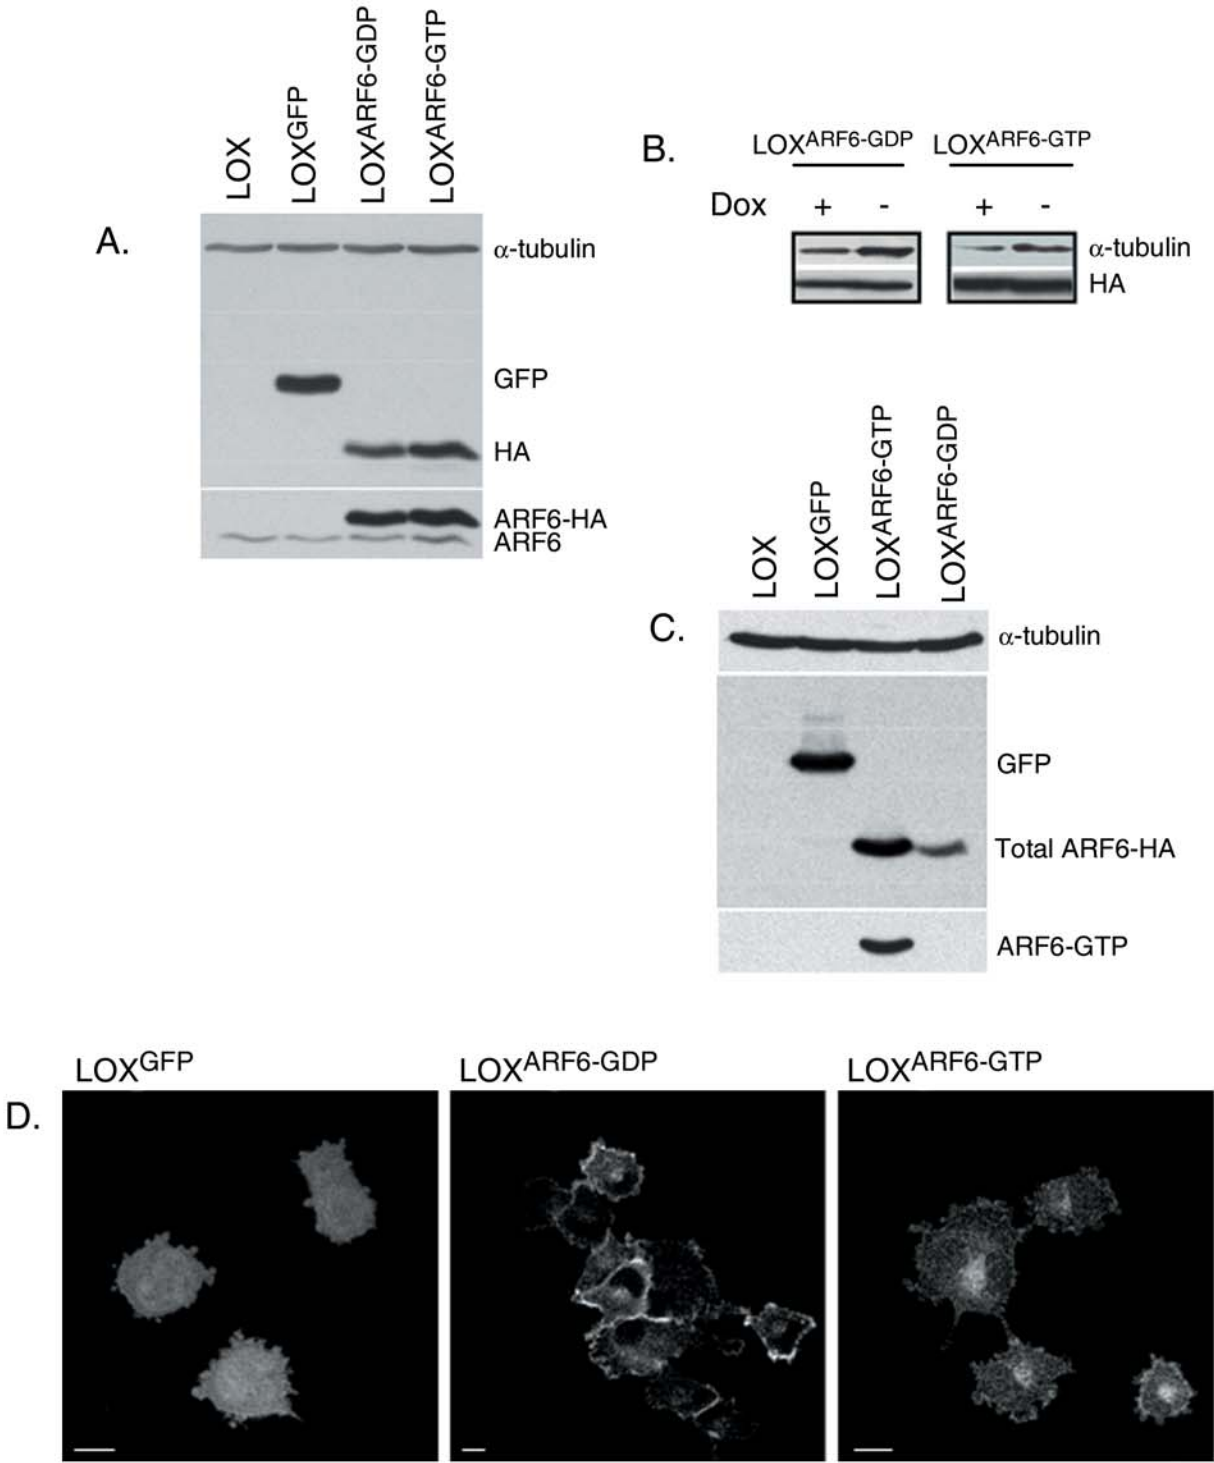 A.
LOX
LOXGFP
LOXARF6-GDP
LOXARF6-GTP
α-tubulin
GFP
HA
ARF6-HA
ARF6
B.
LOXARF6-GDP LOXARF6-GTP
Dox + - + -
α-tubulin
HA
C.
LOX
LOXGFP
LOXARF6-GTP
LOXARF6-GDP
α-tubulin
GFP
Total ARF6-HA
ARF6-GTP
D.
LOXGFP LOXARF6-GDP LOXARF6-GTP